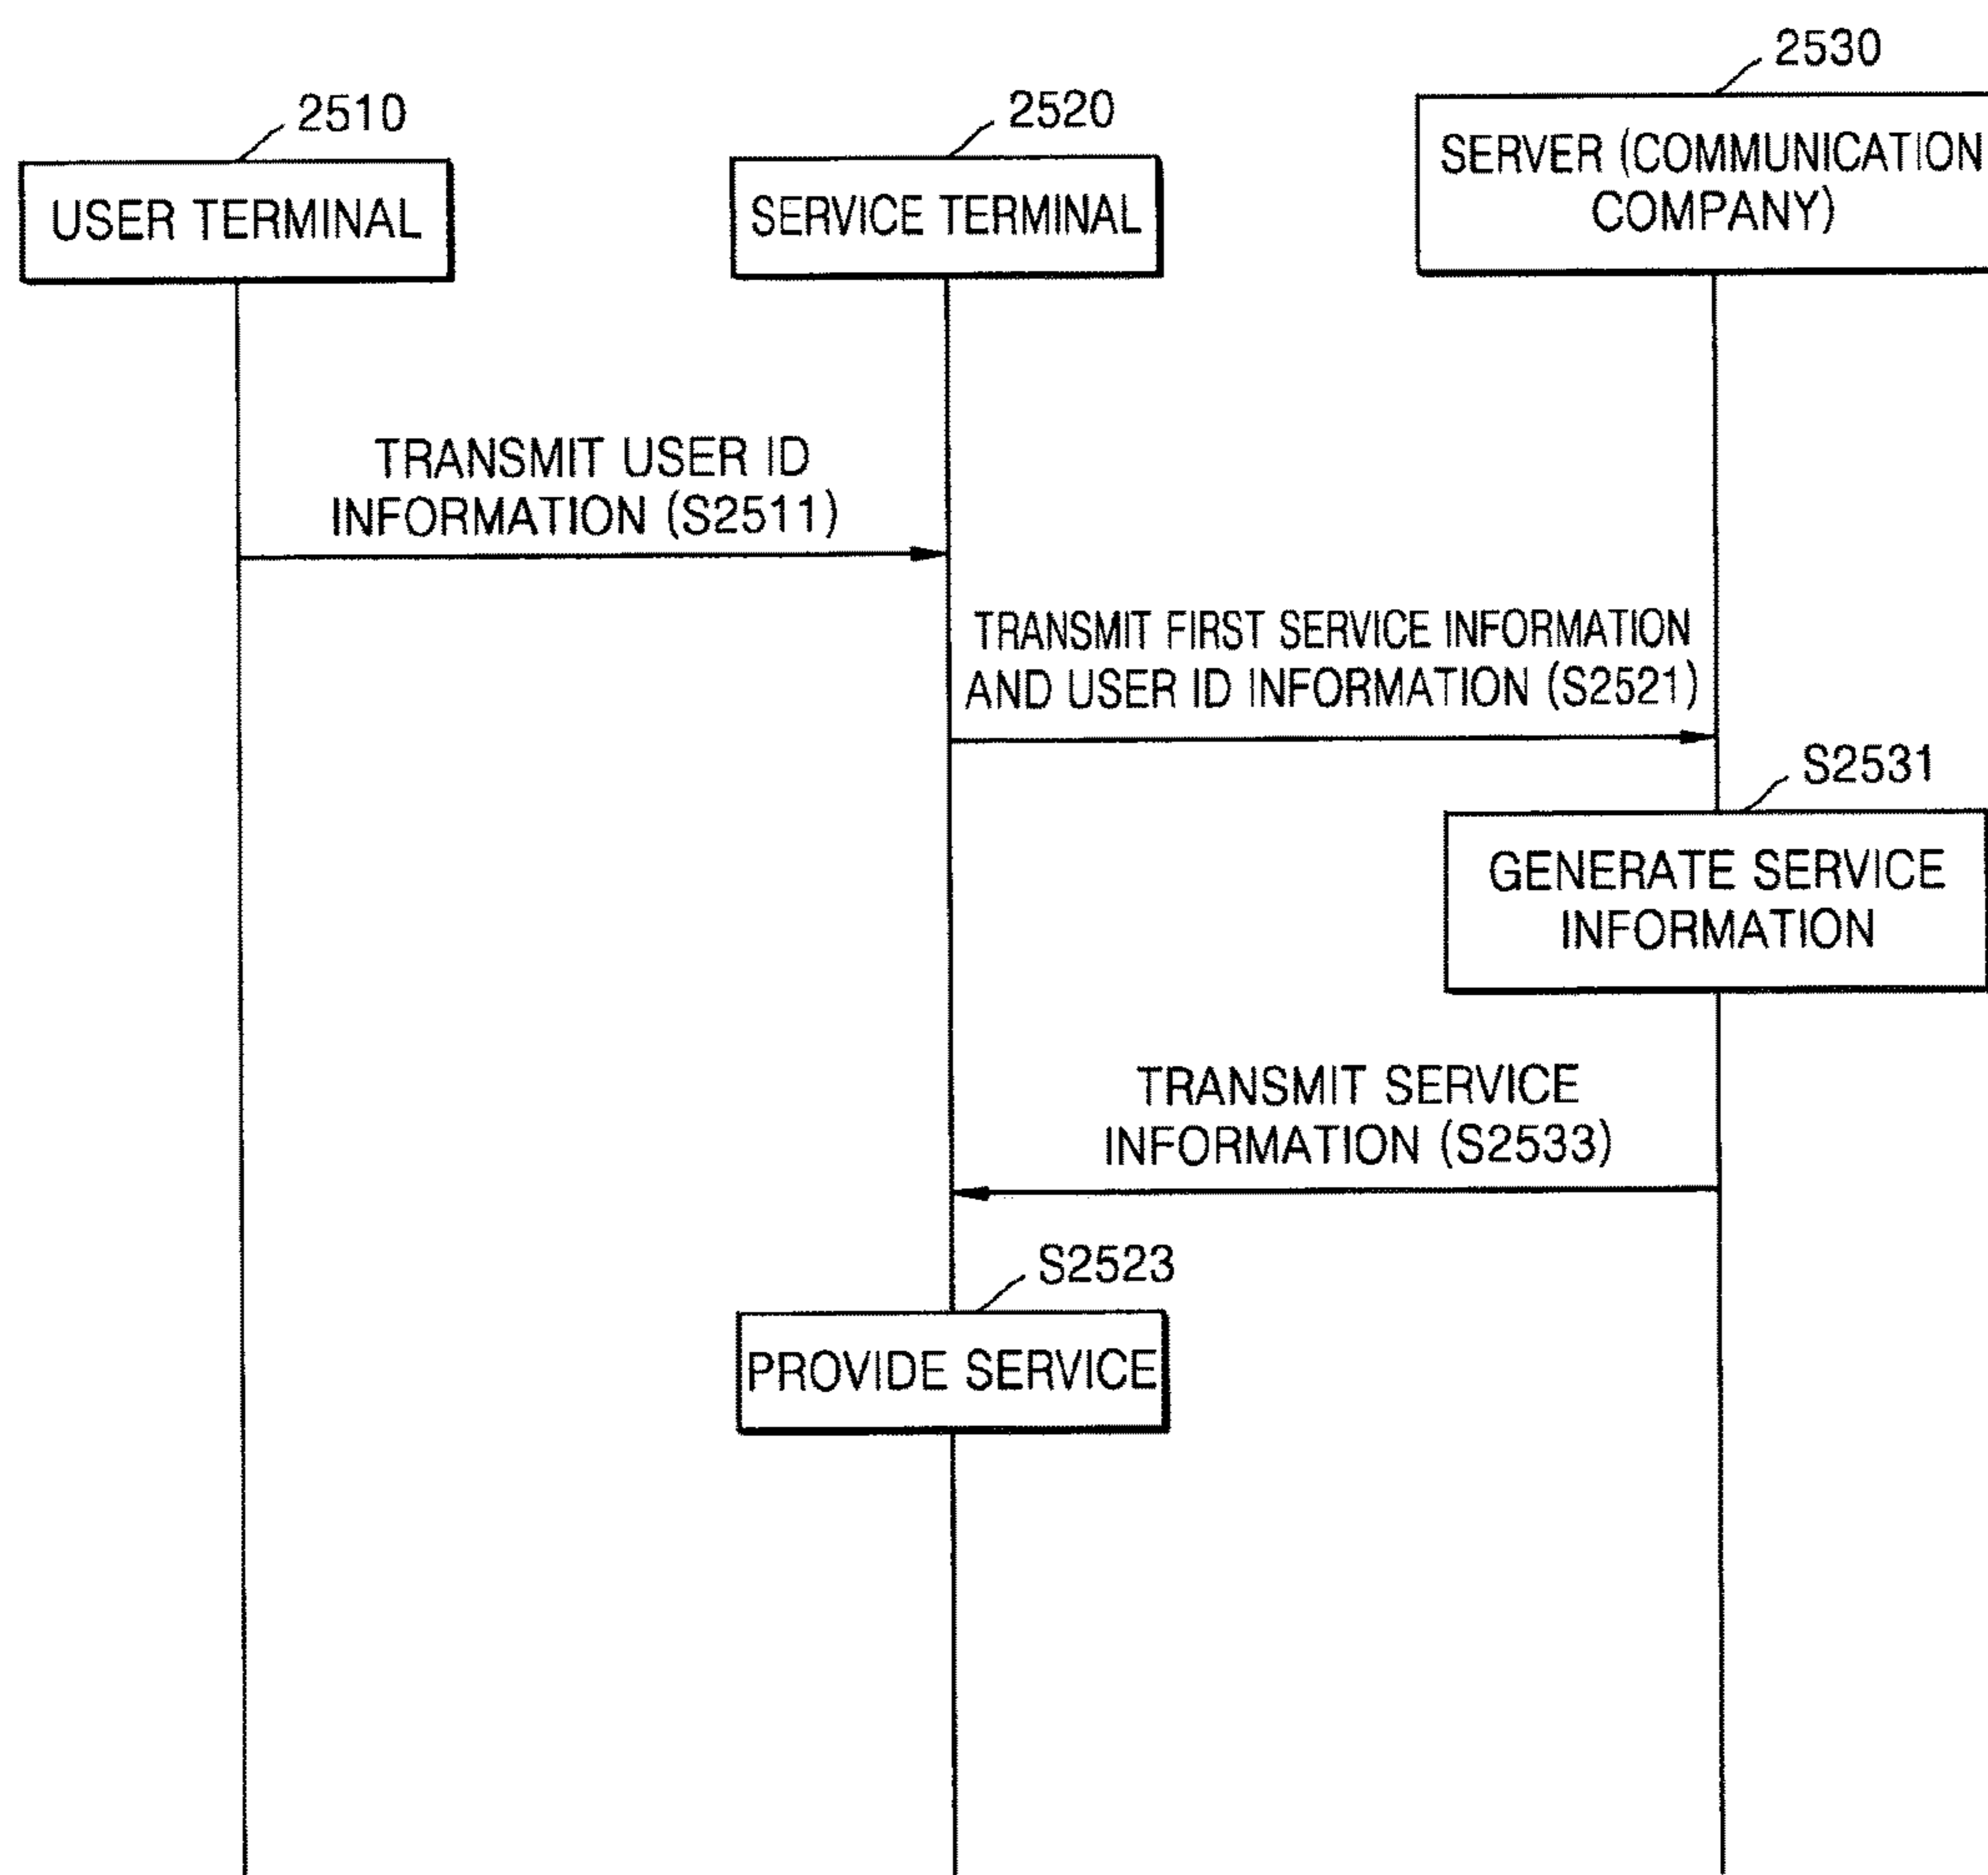 2530
2510
2520
SERVER (COMMUNICATION
COMPANY)
USER TERMINAL
SERVICE TERMINAL
TRANSMIT USER ID
INFORMATION (S2511)
TRANSMIT FIRST SERVICE INFORMATION
AND USER ID INFORMATION (S2521)
S2531
GENERATE SERVICE
INFORMATION
TRANSMIT SERVICE
INFORMATION (S2533)
S2523
PROVIDE SERVICE